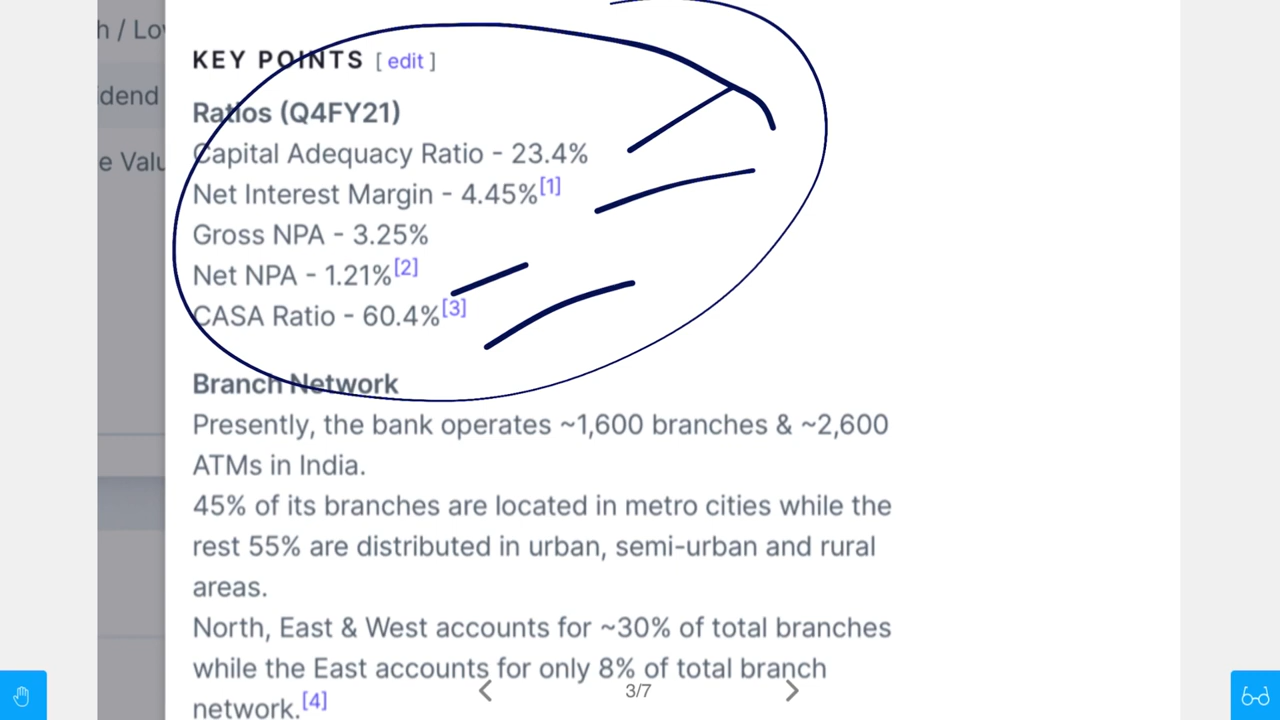 h / Lo
KEY POINTS [ edit ]
dend
Ratios (Q4FY21)
Capital Adequacy Ratio - 23.4%
e Valu
Net Interest Margin - 4.45%[1]
Gross NPA - 3.25%
Net NPA - 1.21%[2]
CASA Ratio - 60.4%[3]
Branch Network
Presently, the bank operates ~1,600 branches & ~2,600
ATMs in India.
45% of its branches are located in metro cities while the
rest 55% are distributed in urban, semi-urban and rural
areas.
North, East & West accounts for ~30% of total branches
while the East accounts for only 8% of total branch
network.[4]
3/7